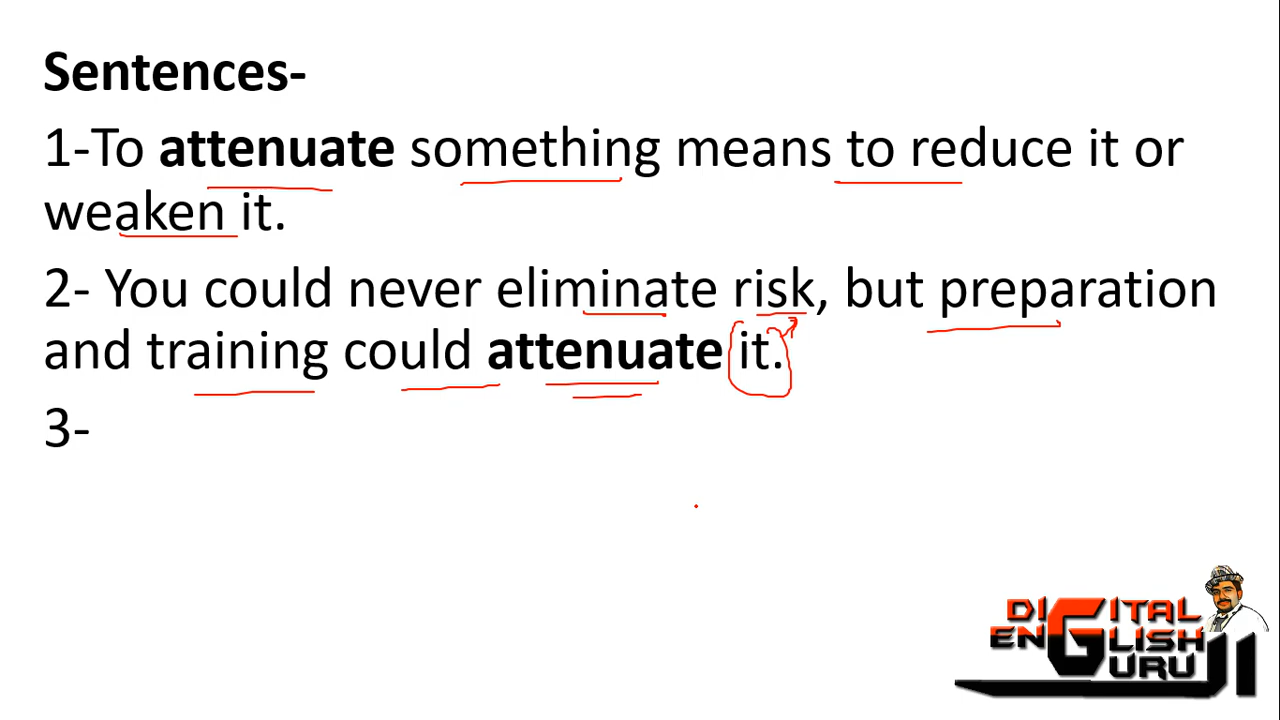 Sentences-
1-To attenuate something means to reduce it or
weaken it.
2- You could never eliminate risk, but preparation
and training could attenuate it.
3-
DIGITAL
ENGLISH
GURU JI